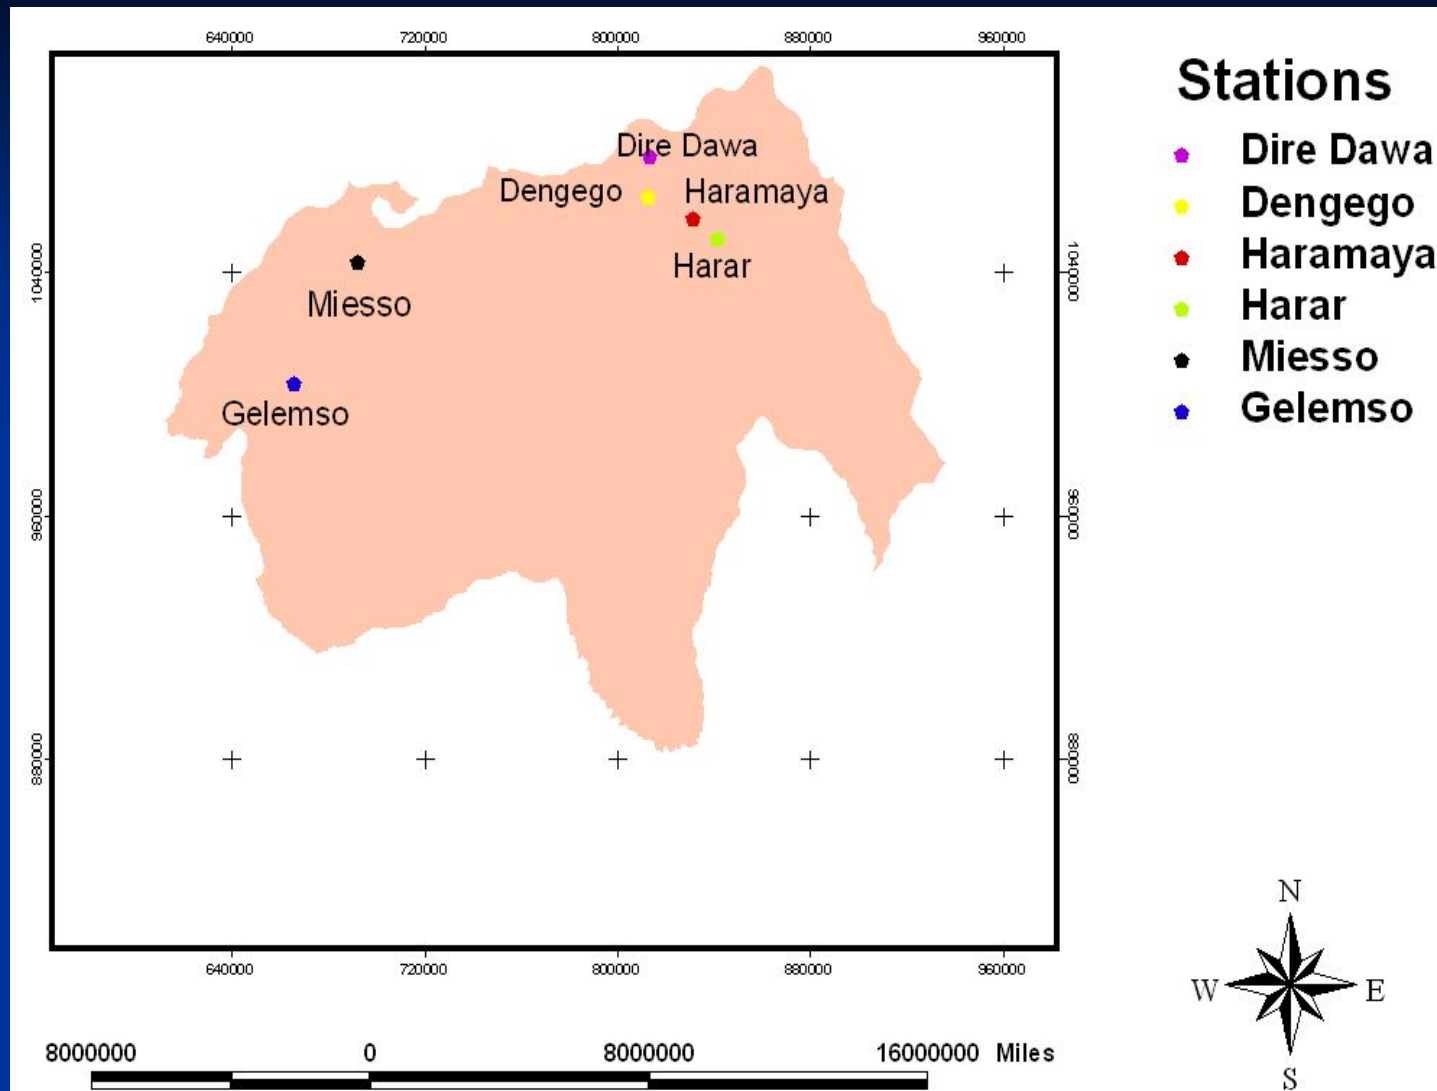 640000 720000 800000 880000 960000
Stations
Dire Dawa
Dengego
Haramaya
Harar
Miesso
Gelemso
Dire Dawa
Dengego Haramaya
Harar
Miesso
Gelemso
1040000 1040000
960000 960000
880000 880000
640000 720000 800000 880000 960000
N
W E
S
8000000 0 8000000 16000000 Miles